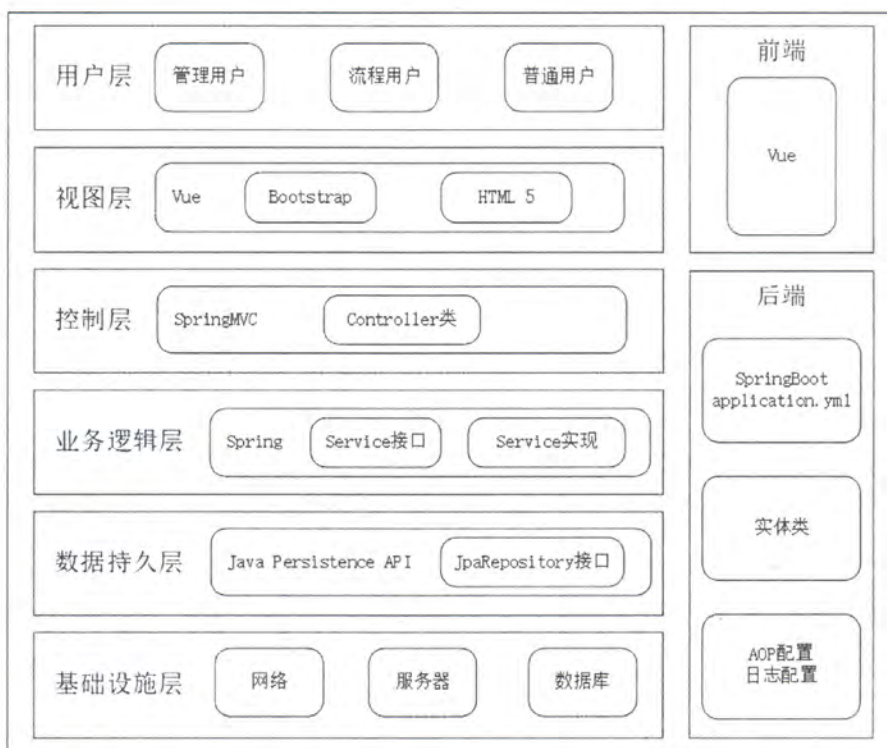 用户层
管理用户
流程用户
普通用户
视图层
Vue
Bootstrap
HTML 5
控制层
SpringMVC
Controller类
业务逻辑层
Spring
Service接口
Service实现
数据持久层
Java Persistence API
JpaRepository接口
基础设施层
网络
服务器
数据库
前端
Vue
后端
SpringBoot
application.yml
实体类
AOP配置
日志配置